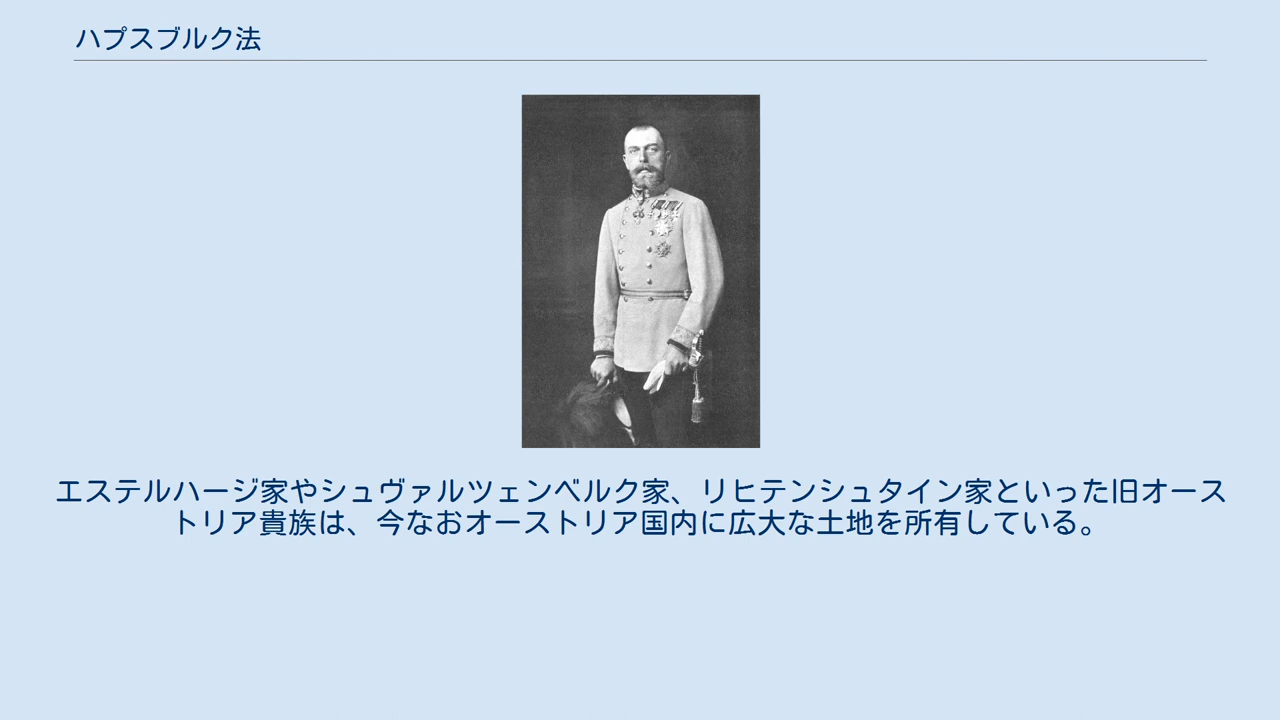 ハプスブルク法
エステルハージ家やシュヴァルツェンベルク家、リヒテンシュタイン家といった旧オース
トリア貴族は、今なおオーストリア国内に広大な土地を所有している。